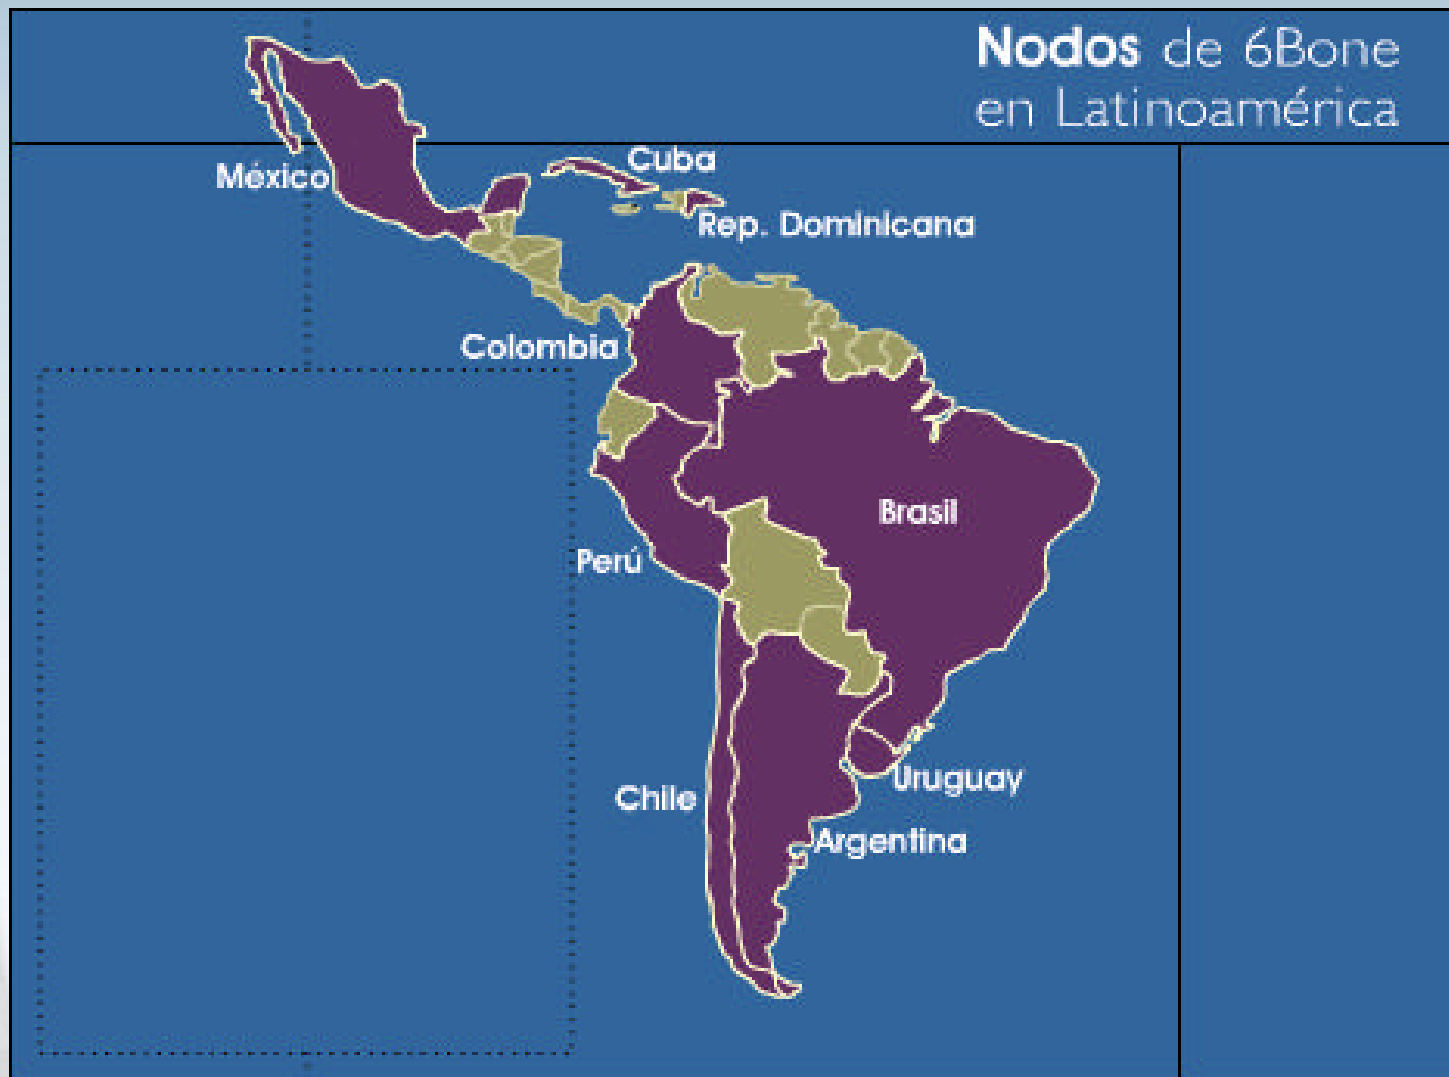 Nodos de 6Bone
en Latinoamérica
Cuba
México
Rep. Dominicana
Colombia
Brasil
Perú
Uruguay
Chile
Argentina